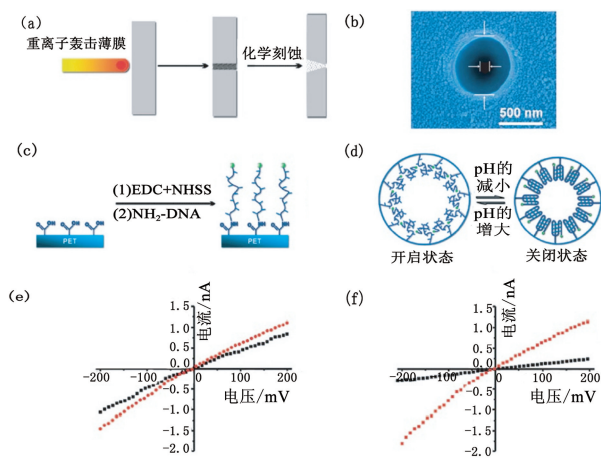 (a)
重离子轰击薄膜
化学刻蚀
(b)
500 nm
(c)
(1)EDC+NHSS
(2)NH₂-DNA
PET
PET
(d)
pH的
减小
pH的
增大
开启状态
关闭状态
(e)
电流/nA
1.5
1.0
0.5
0.0
-0.5
-1.0
-1.5
-2.0
-200 -100 0 100 200
电压/mV
(f)
电流/nA
1.5
1.0
0.5
0.0
-0.5
-1.0
-1.5
-2.0
-200 -100 0 100 200
电压/mV